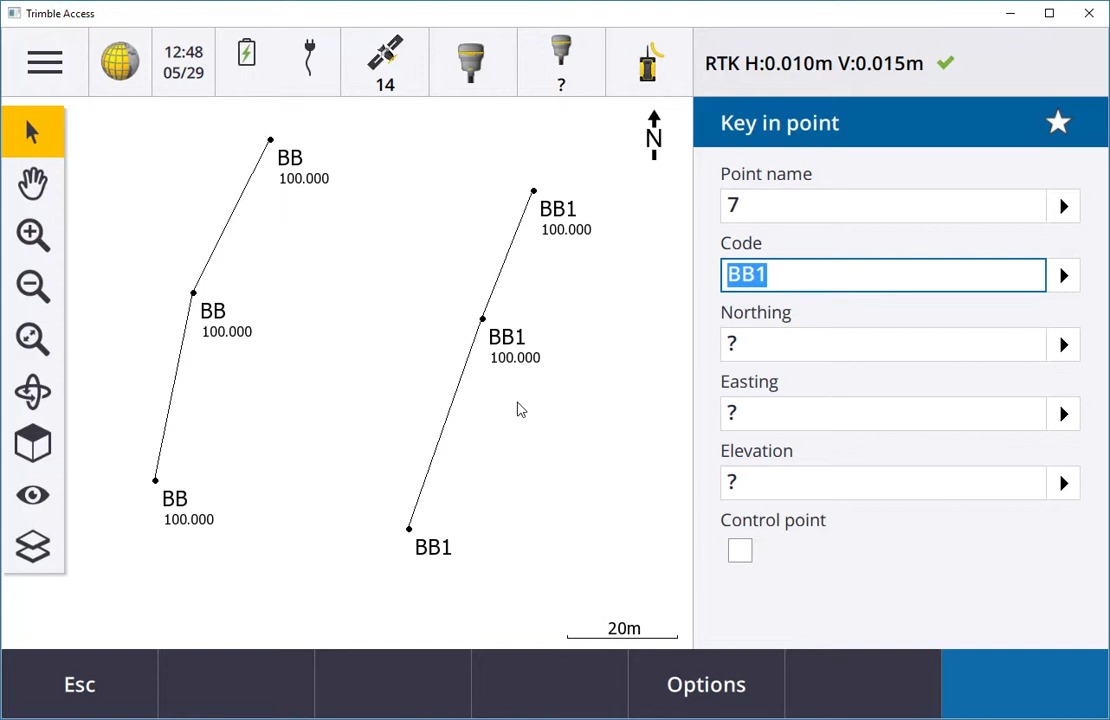 Trimble Access
12:48
05/29
14
?
RTK H:0.010m V:0.015m
N
BB
100.000
BB1
100.000
BB
100.000
BB1
100.000
BB
100.000
BB1
20m
Key in point
Point name
7
Code
BB1
Northing
?
Easting
?
Elevation
?
Control point
Esc
Options